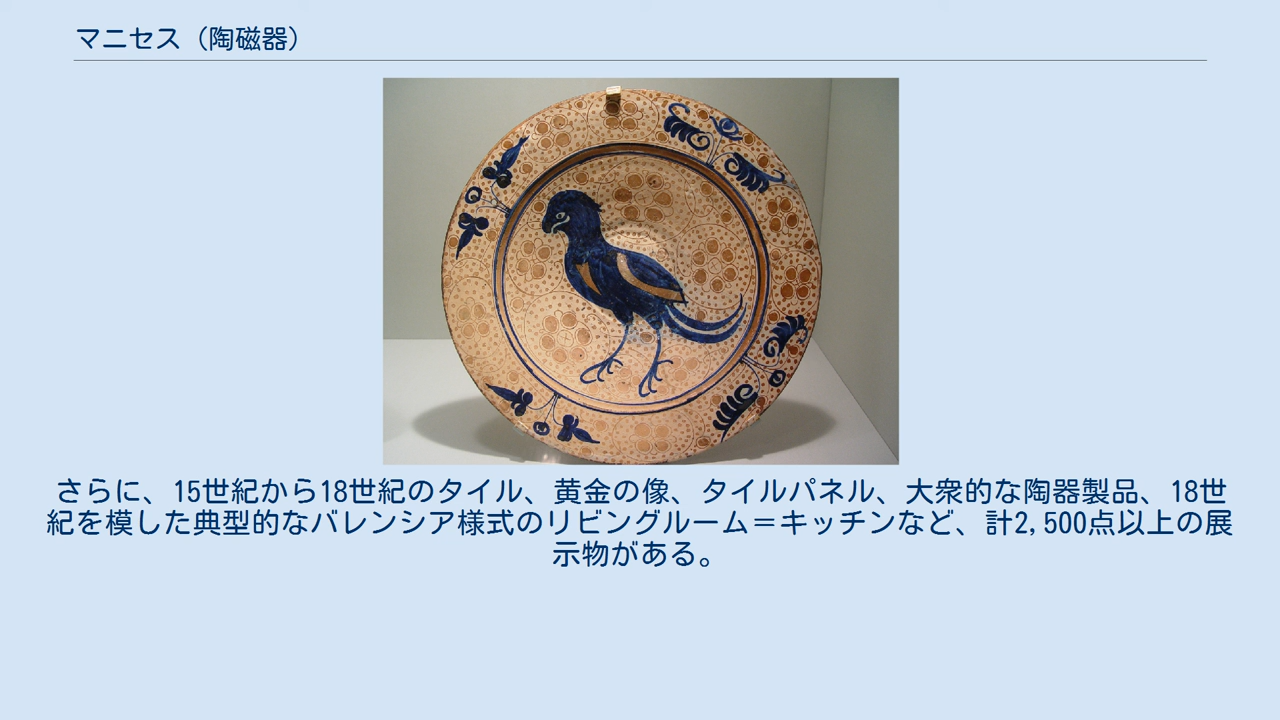 マニセス（陶磁器）
さらに、15世紀から18世紀のタイル、黄金の像、タイルパネル、大衆的な陶器製品、18世
紀を模した典型的なバレンシア様式のリビングルーム＝キッチンなど、計2,500点以上の展
示物がある。